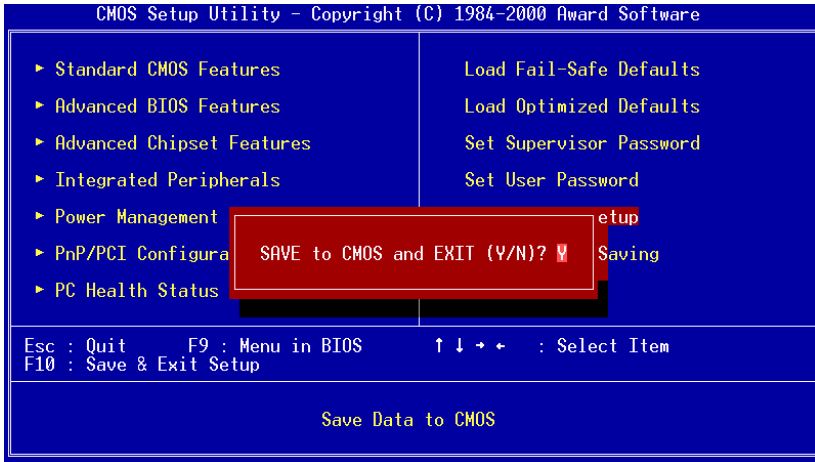 CMOS Setup Utility - Copyright (C) 1984-2000 Award Software
► Standard CMOS Features
► Advanced BIOS Features
► Advanced Chipset Features
► Integrated Peripherals
► Power Management
► PnP/PCI Configura
► PC Health Status
Load Fail-Safe Defaults
Load Optimized Defaults
Set Supervisor Password
Set User Password
etup
Saving
SAVE to CMOS and EXIT (Y/N)? Y
Esc : Quit F9 : Menu in BIOS ↑ ↓ → ← : Select Item
F10 : Save & Exit Setup
Save Data to CMOS